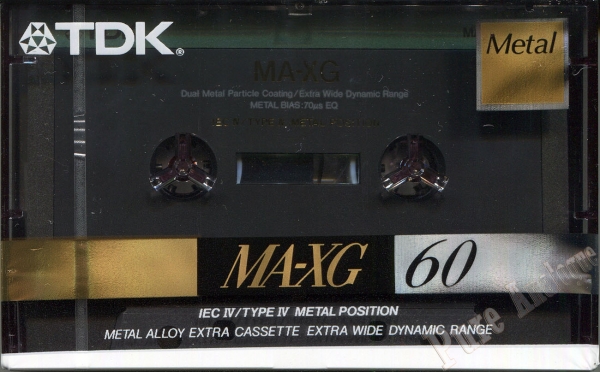 TDK®
Metal
MA-XG
Dual Metal Particle Coating/Extra Wide Dynamic Range
METAL BIAS:70μs EQ
MA-XG
60
IEC IV/TYPE IV METAL POSITION
METAL ALLOY EXTRA CASSETTE EXTRA WIDE DYNAMIC RANGE
Pure